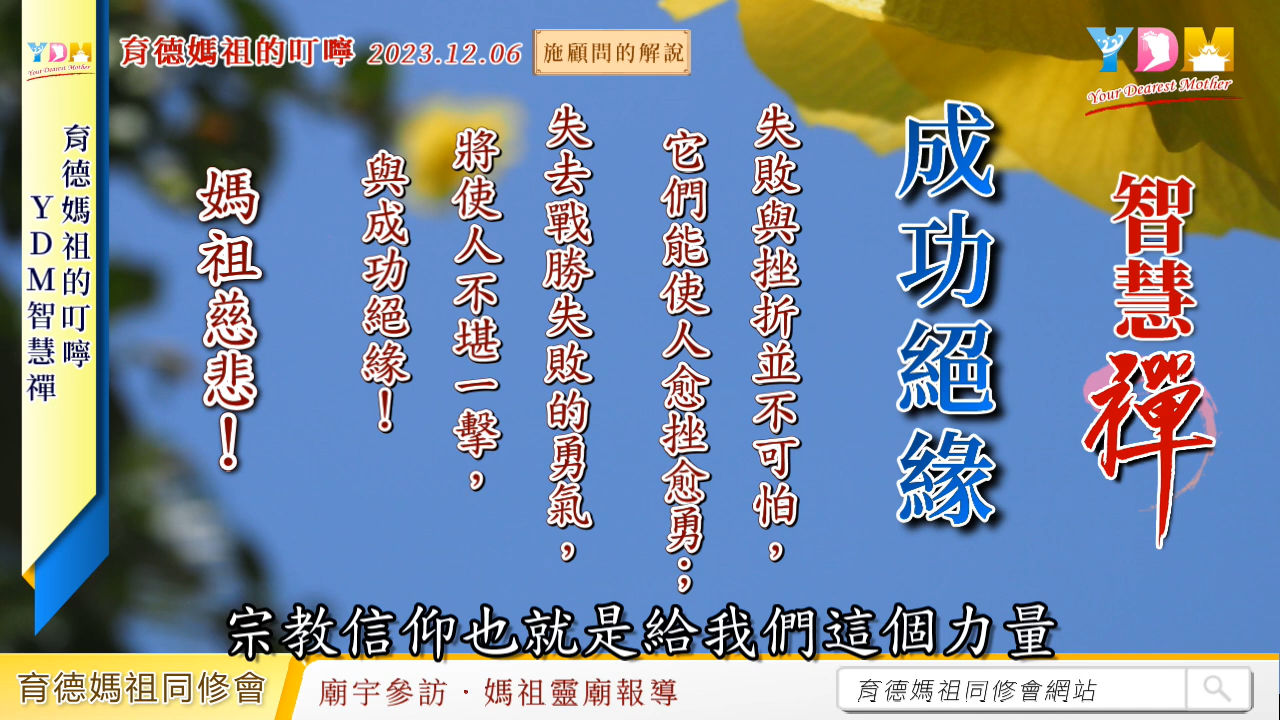 育德媽祖的叮嚀 2023.12.06 施顧問的解說
YDM
Your Dearest Mother
YDM
Your Dearest Mother
育德媽祖的叮嚀
YDM智慧禪
智慧禪
成功絕緣
失敗與挫折並不可怕，
它們能使人愈挫愈勇；
失去戰勝失敗的勇氣，
將使人不堪一擊，
與成功絕緣！
媽祖慈悲！
宗教信仰也就是給我們這個力量
育德媽祖同修會
廟宇參訪·媽祖靈廟報導
育德媽祖同修會網站